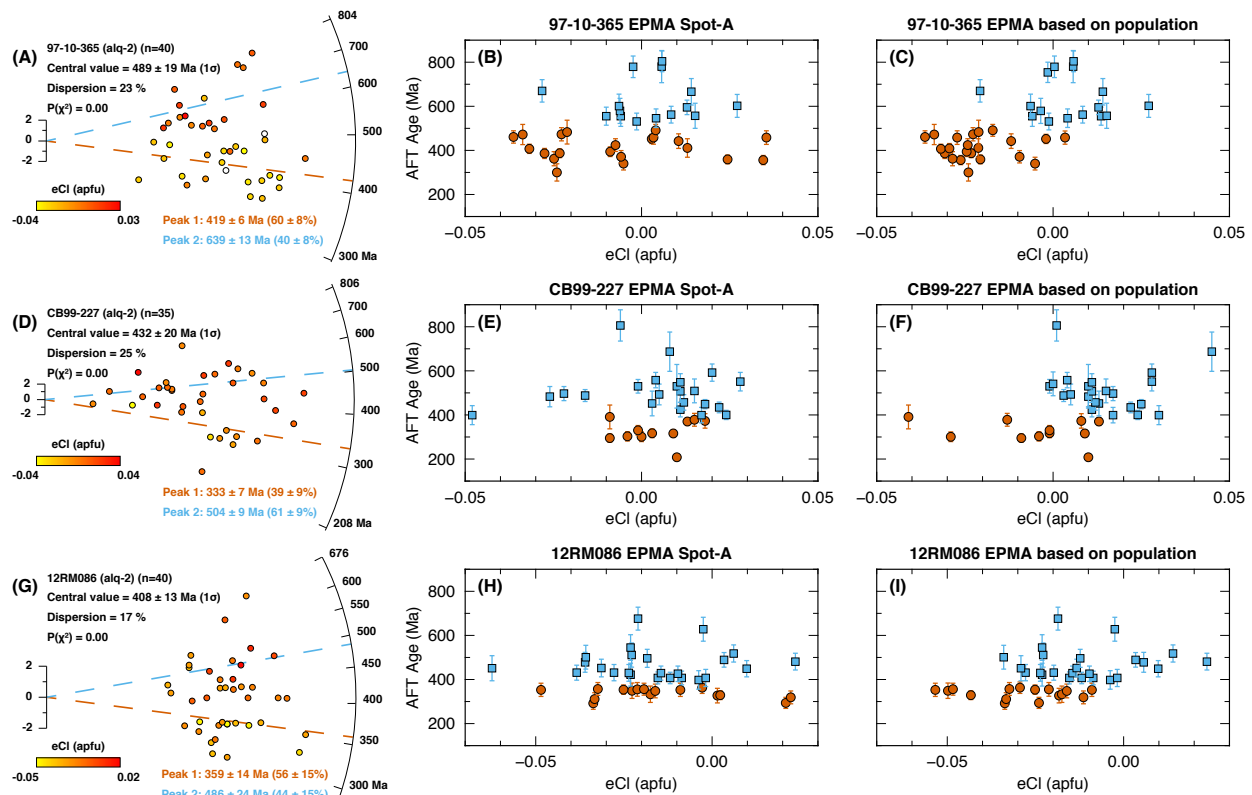 (A)
97-10-365 (alq-2) (n=40)
Central value = 489 ± 19 Ma (1σ)
Dispersion = 23 %
P(χ²) = 0.00
2
0
-2
eCl (apfu)
-0.04 0.03
Peak 1: 419 ± 6 Ma (60 ± 8%)
Peak 2: 639 ± 13 Ma (40 ± 8%)
804
700
600
500
400
300 Ma
97-10-365 EPMA Spot-A
(B)
AFT Age (Ma)
800
600
400
200
−0.05 0.00 0.05
eCl (apfu)
97-10-365 EPMA based on population
(C)
−0.05 0.00 0.05
eCl (apfu)
(D)
CB99-227 (alq-2) (n=35)
Central value = 432 ± 20 Ma (1σ)
Dispersion = 25 %
P(χ²) = 0.00
2
0
-2
eCl (apfu)
-0.04 0.04
Peak 1: 333 ± 7 Ma (39 ± 9%)
Peak 2: 504 ± 9 Ma (61 ± 9%)
806
700
600
500
400
300
208 Ma
CB99-227 EPMA Spot-A
(E)
AFT Age (Ma)
800
600
400
200
−0.05 0.00 0.05
eCl (apfu)
CB99-227 EPMA based on population
(F)
−0.05 0.00 0.05
eCl (apfu)
(G)
12RM086 (alq-2) (n=40)
Central value = 408 ± 13 Ma (1σ)
Dispersion = 17 %
P(χ²) = 0.00
2
0
-2
eCl (apfu)
-0.05 0.02
Peak 1: 359 ± 14 Ma (56 ± 15%)
Peak 2: 486 ± 24 Ma (44 ± 15%)
676
600
550
500
450
400
350
300 Ma
12RM086 EPMA Spot-A
(H)
AFT Age (Ma)
800
600
400
200
−0.05 0.00
eCl (apfu)
12RM086 EPMA based on population
(I)
−0.05 0.00
eCl (apfu)